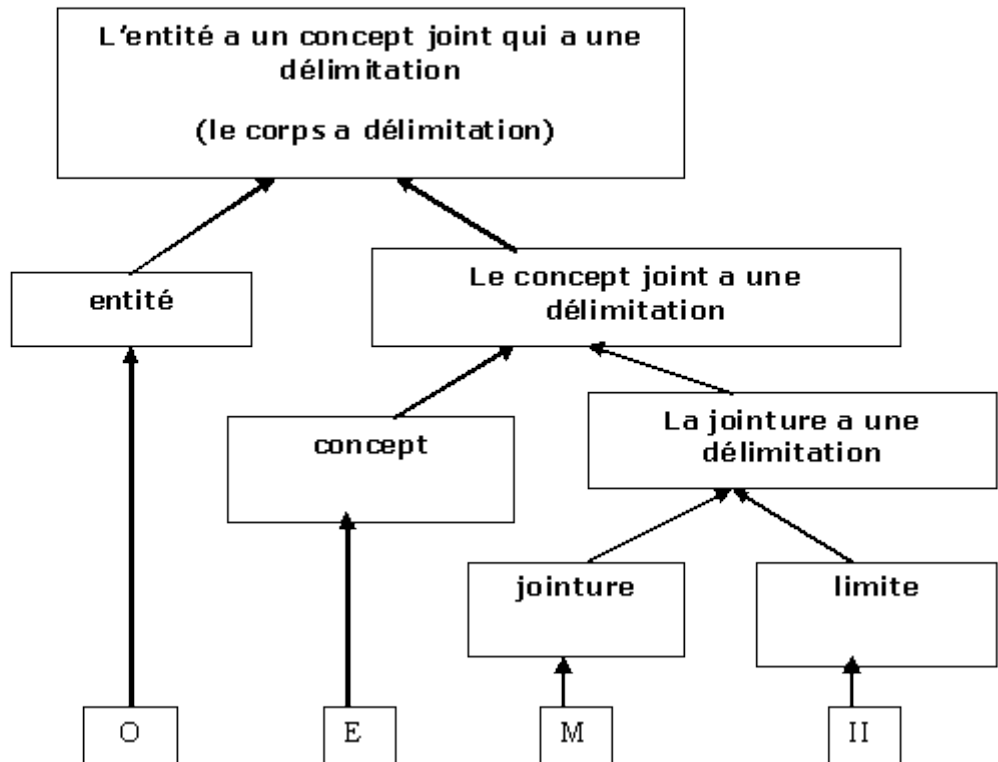 L'entité a un concept joint qui a une
délimitation
(le corps a délimitation)
entité
Le concept joint a une
délimitation
concept
La jointure a une
délimitation
jointure
limite
O
E
M
II